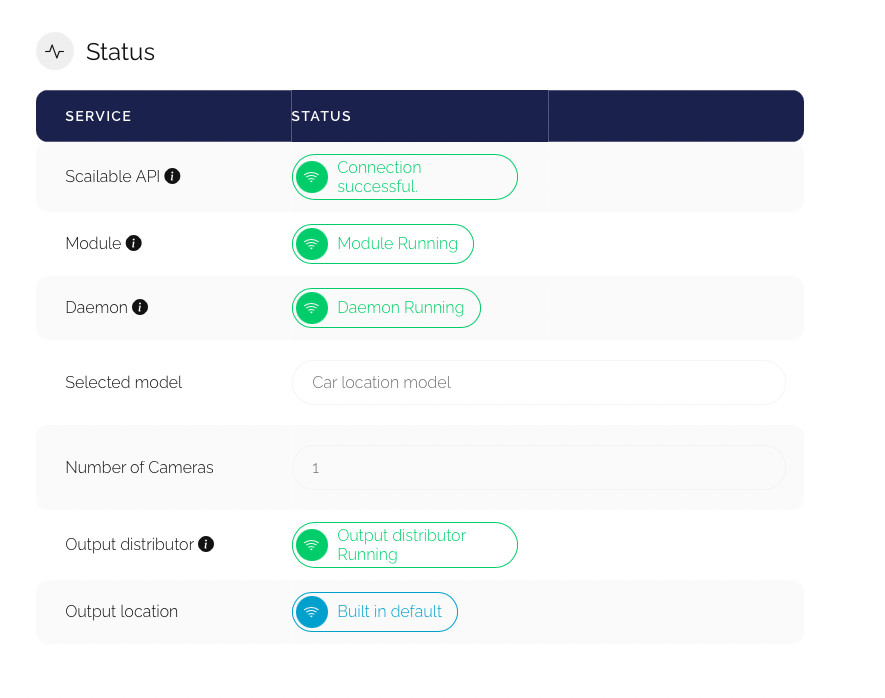 Status
SERVICE STATUS
Scailable API i
Connection
successful.
Module i Module Running
Daemon i Daemon Running
Selected model Car location model
Number of Cameras 1
Output distributor i
Output distributor
Running
Output location Built in default